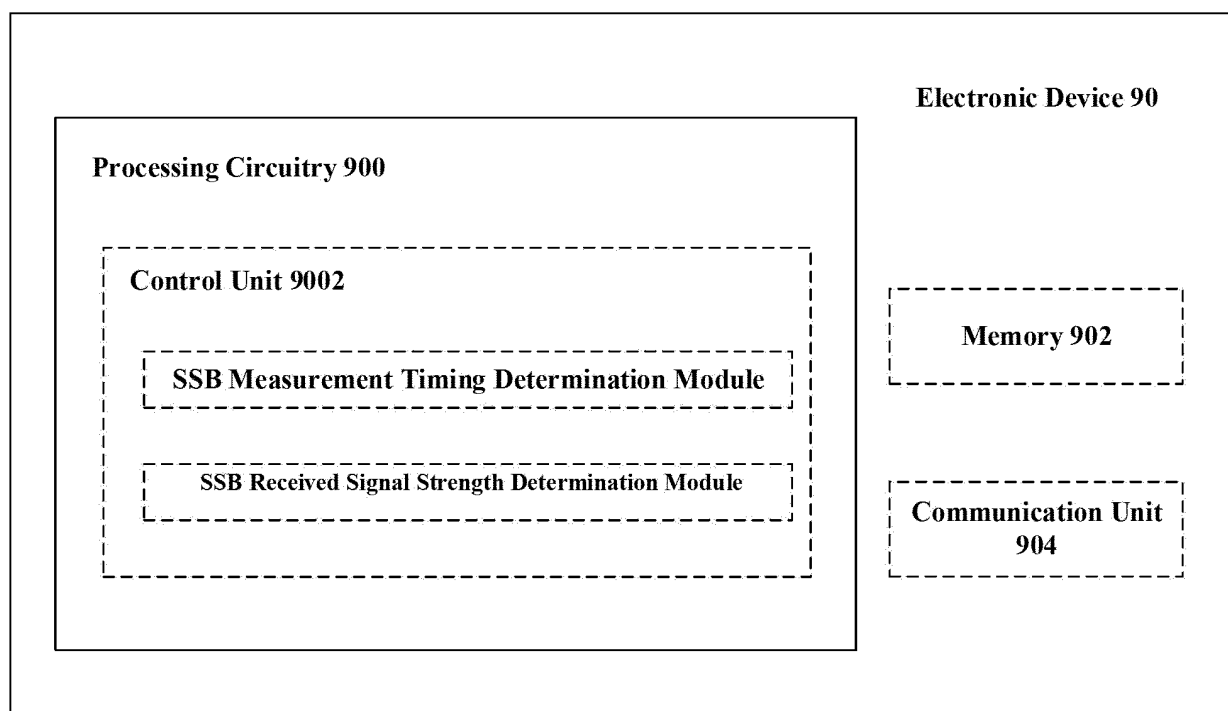 Electronic Device 90
Processing Circuitry 900
Control Unit 9002
SSB Measurement Timing Determination Module
SSB Received Signal Strength Determination Module
Memory 902
Communication Unit
904